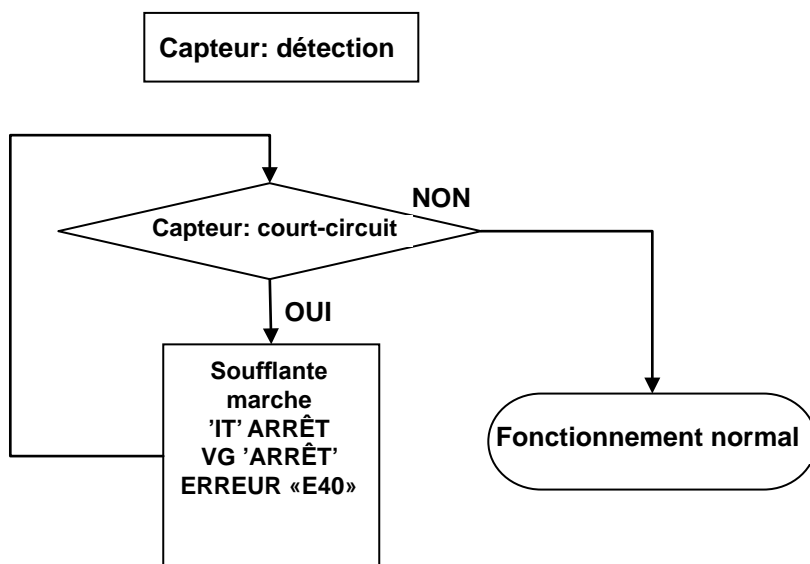 Capteur: détection
NON
Capteur: court-circuit
OUI
Soufflante
marche
’IT’ ARRÊT
VG ’ARRÊT’
ERREUR «E40»
Fonctionnement normal